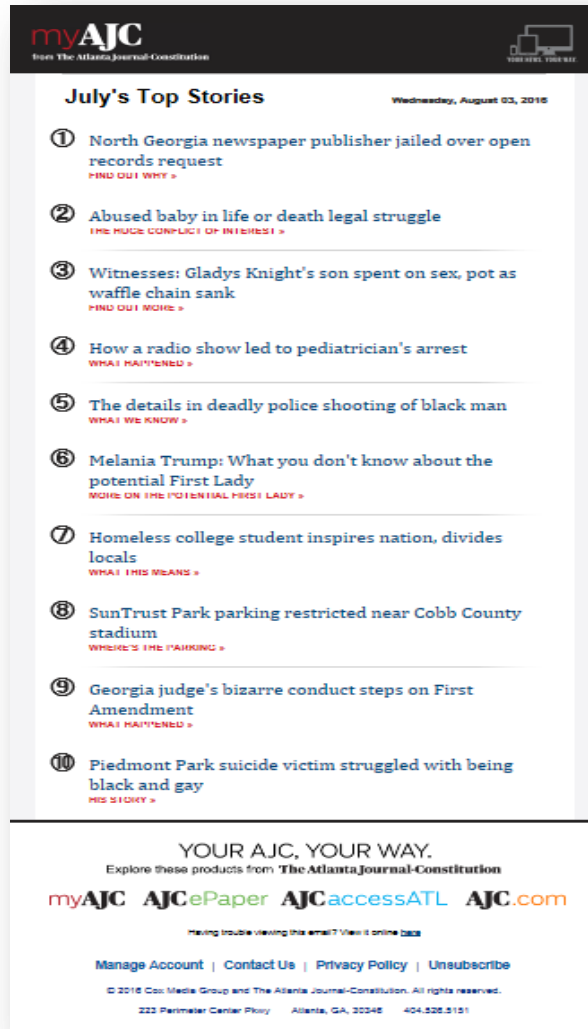 myAJC
from The Atlanta Journal-Constitution
YOUR NEWS. YOUR WAY.
July's Top Stories
Wednesday, August 03, 2016
1 North Georgia newspaper publisher jailed over open
records request
FIND OUT WHY »
2 Abused baby in life or death legal struggle
THE HUGE CONFLICT OF INTEREST »
3 Witnesses: Gladys Knight's son spent on sex, pot as
waffle chain sank
FIND OUT MORE »
4 How a radio show led to pediatrician's arrest
WHAT HAPPENED »
5 The details in deadly police shooting of black man
WHAT WE KNOW »
6 Melania Trump: What you don't know about the
potential First Lady
MORE ON THE POTENTIAL FIRST LADY »
7 Homeless college student inspires nation, divides
locals
WHAT THIS MEANS »
8 SunTrust Park parking restricted near Cobb County
stadium
WHERE'S THE PARKING »
9 Georgia judge's bizarre conduct steps on First
Amendment
WHAT HAPPENED »
10 Piedmont Park suicide victim struggled with being
black and gay
HIS STORY »
YOUR AJC, YOUR WAY.
Explore these products from The Atlanta Journal-Constitution
myAJC AJCePaper AJCaccessATL AJC.com
Having trouble viewing this email? View it online here
Manage Account | Contact Us | Privacy Policy | Unsubscribe
© 2016 Cox Media Group and The Atlanta Journal-Constitution. All rights reserved.
223 Perimeter Center Pkwy Atlanta, GA, 30346 404.526.5151